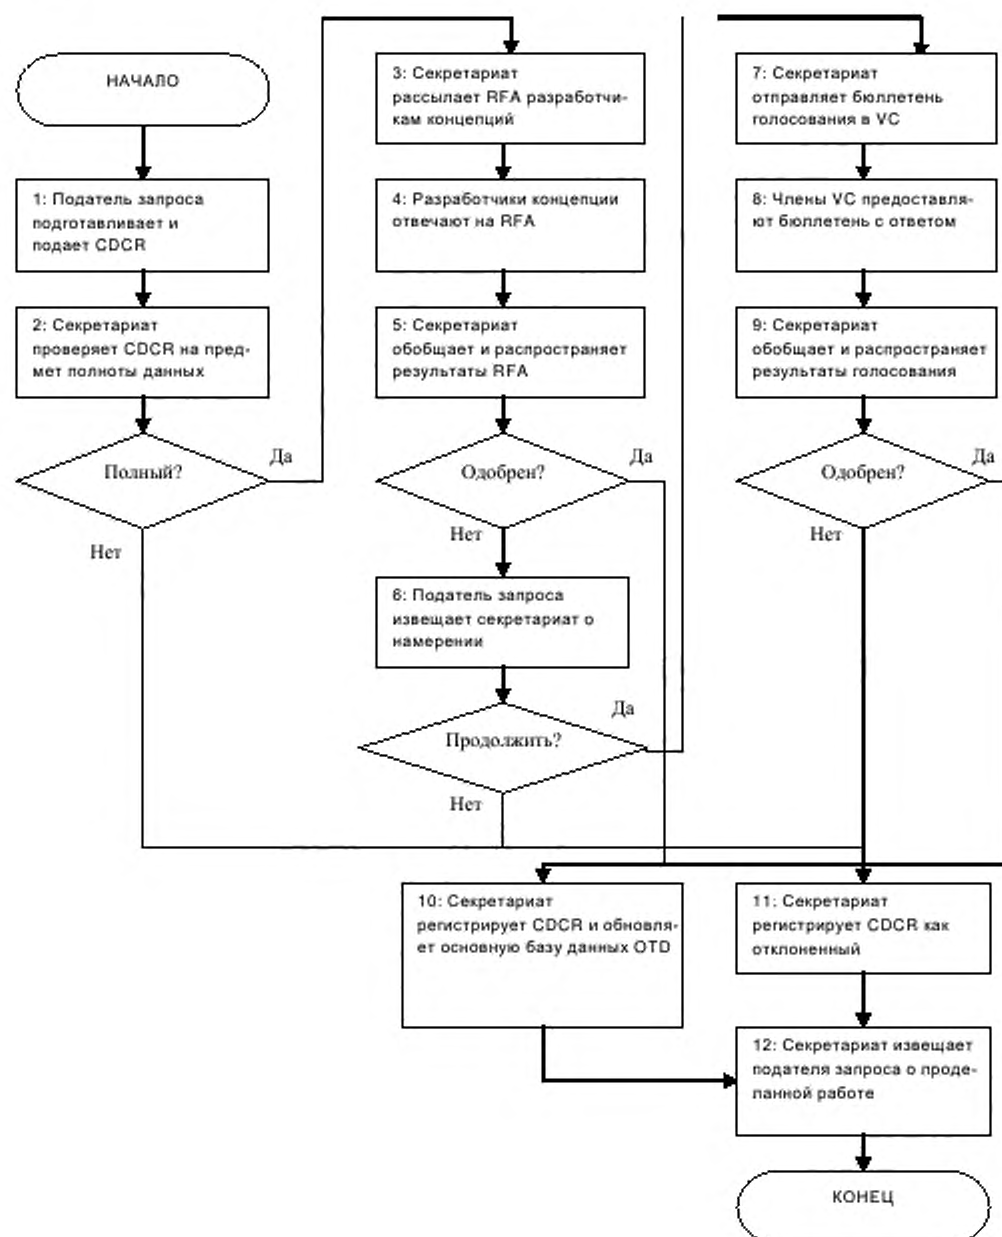 НАЧАЛО
1: Податель запроса
подготавливает и
подает CDCR
2: Секретариат
проверяет CDCR на пред-
мет полноты данных
Полный?
Да
Нет
3: Секретариат
рассылает RFA разработчи-
кам концепций
4: Разработчики концепции
отвечают на RFA
5: Секретариат
обобщает и распространяет
результаты RFA
Одобрен?
Да
Нет
6: Податель запроса
извещает секретариат о
намерении
Продолжить?
Да
Нет
7: Секретариат
отправляет бюллетень
голосования в VC
8: Члены VC предоставля-
ют бюллетень с ответом
9: Секретариат
обобщает и распространяет
результаты голосования
Одобрен?
Да
Нет
10: Секретариат
регистрирует CDCR и обновля-
ет основную базу данных OTD
11: Секретариат
регистрирует CDCR как
отклоненный
12: Секретариат извещает
подателя запроса о проде-
ланной работе
КОНЕЦ